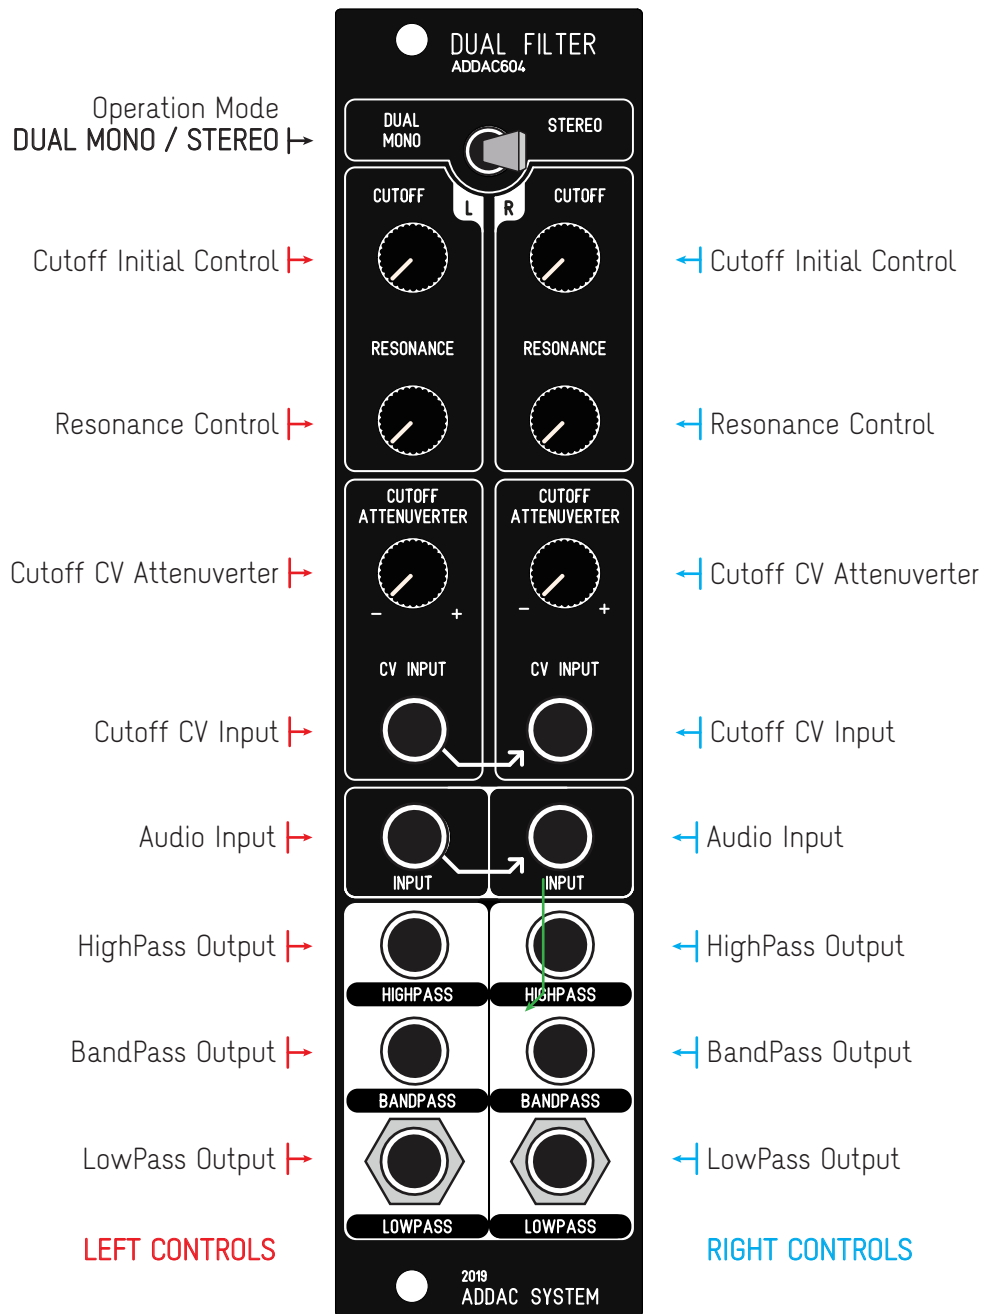 DUAL FILTER
ADDAC604
Operation Mode
DUAL MONO / STEREO
DUAL
MONO
STEREO
L
R
CUTOFF
CUTOFF
Cutoff Initial Control
Cutoff Initial Control
RESONANCE
RESONANCE
Resonance Control
Resonance Control
CUTOFF
ATTENUVERTER
CUTOFF
ATTENUVERTER
Cutoff CV Attenuverter
Cutoff CV Attenuverter
- +
- +
CV INPUT
CV INPUT
Cutoff CV Input
Cutoff CV Input
Audio Input
Audio Input
INPUT
INPUT
HighPass Output
HighPass Output
HIGHPASS
HIGHPASS
BandPass Output
BandPass Output
BANDPASS
BANDPASS
LowPass Output
LowPass Output
LOWPASS
LOWPASS
LEFT CONTROLS
RIGHT CONTROLS
2019
ADDAC SYSTEM